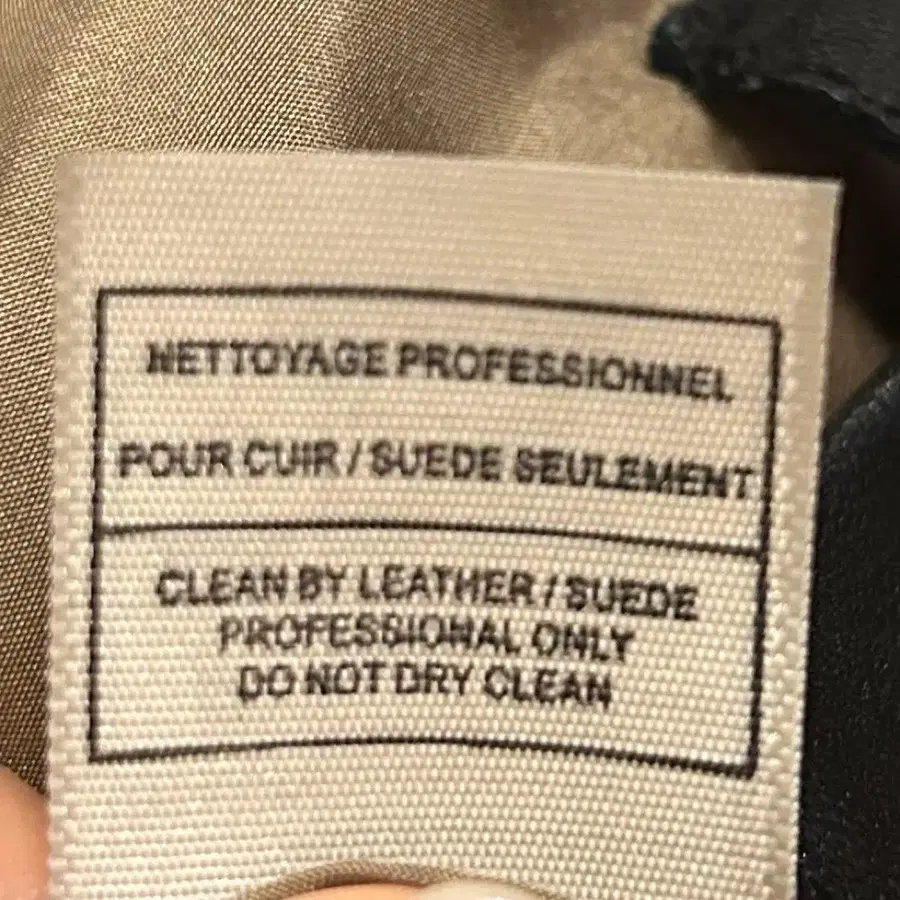 NETTOYAGE PROFESSIONNEL
POUR CUIR / SUEDE SEULEMENT
CLEAN BY LEATHER / SUEDE
PROFESSIONAL ONLY
DO NOT DRY CLEAN